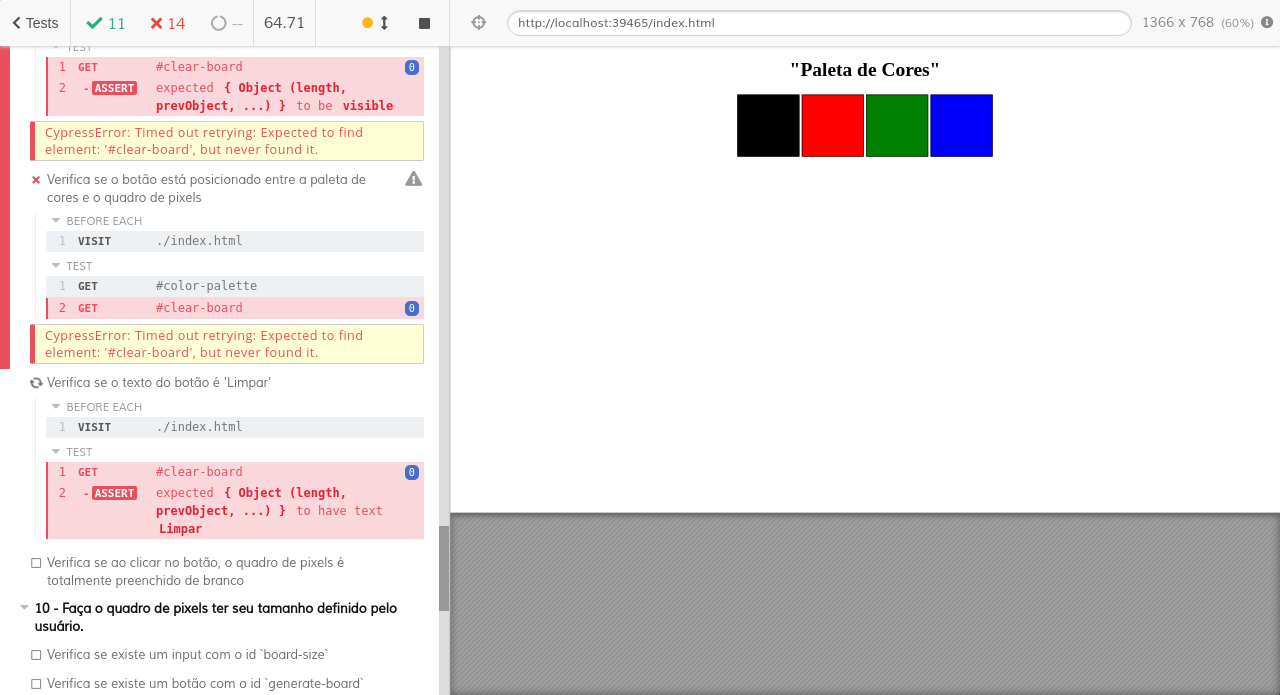 Tests
11
14
--
64.71
http://localhost:39465/index.html
1366 x 768 (60%)
TEST
1 GET #clear-board 0
2 - ASSERT expected { Object (length,
prevObject, ...) } to be visible
CypressError: Timed out retrying: Expected to find
element: '#clear-board', but never found it.
Verifica se o botão está posicionado entre a paleta de
cores e o quadro de pixels
BEFORE EACH
1 VISIT ./index.html
TEST
1 GET #color-palette
2 GET #clear-board 0
CypressError: Timed out retrying: Expected to find
element: '#clear-board', but never found it.
Verifica se o texto do botão é 'Limpar'
BEFORE EACH
1 VISIT ./index.html
TEST
1 GET #clear-board 0
2 - ASSERT expected { Object (length,
prevObject, ...) } to have text
Limpar
Verifica se ao clicar no botão, o quadro de pixels é
totalmente preenchido de branco
10 - Faça o quadro de pixels ter seu tamanho definido pelo
usuário.
Verifica se existe um input com o id `board-size`
Verifica se existe um botão com o id `generate-board`
"Paleta de Cores"